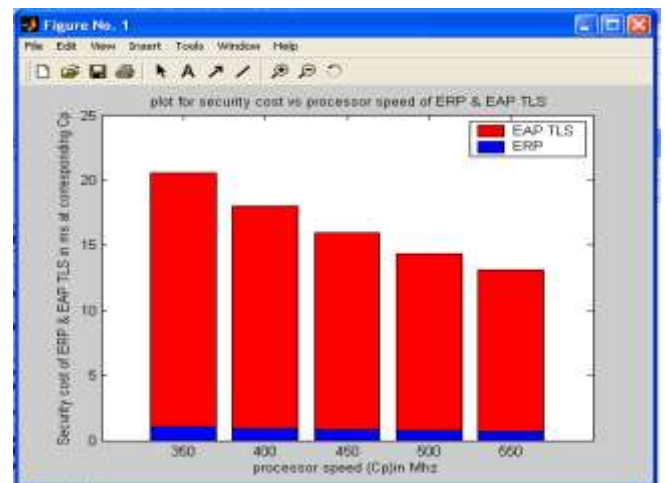 Figure No. 1
File Edit View Insert Tools Window Help
plot for security cost vs processor speed of ERP & EAP TLS
EAP TLS
ERP
Security cost of ERP & EAP TLS in ms at corresponding Cp
25
20
15
10
5
0
350 400 450 500 550
processor speed (Cp)in Mhz